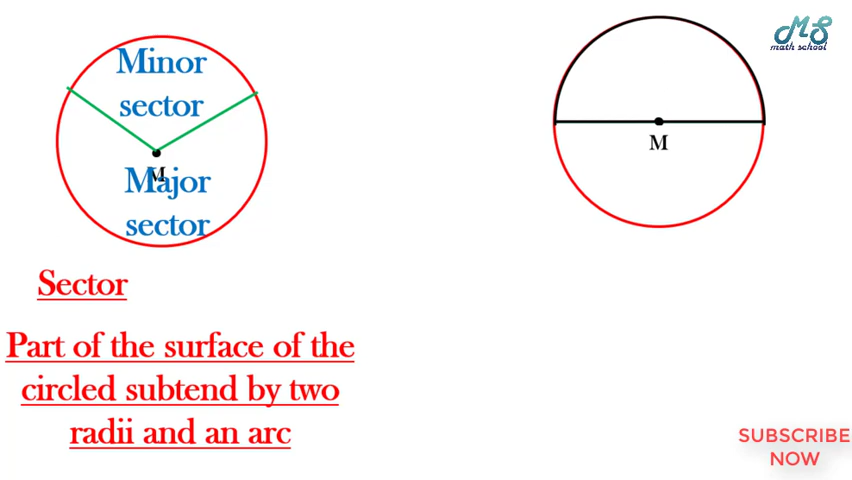 Minor
sector
M
Major
sector
Sector
Part of the surface of the
circled subtend by two
radii and an arc
MS
math school
M
SUBSCRIBE
NOW